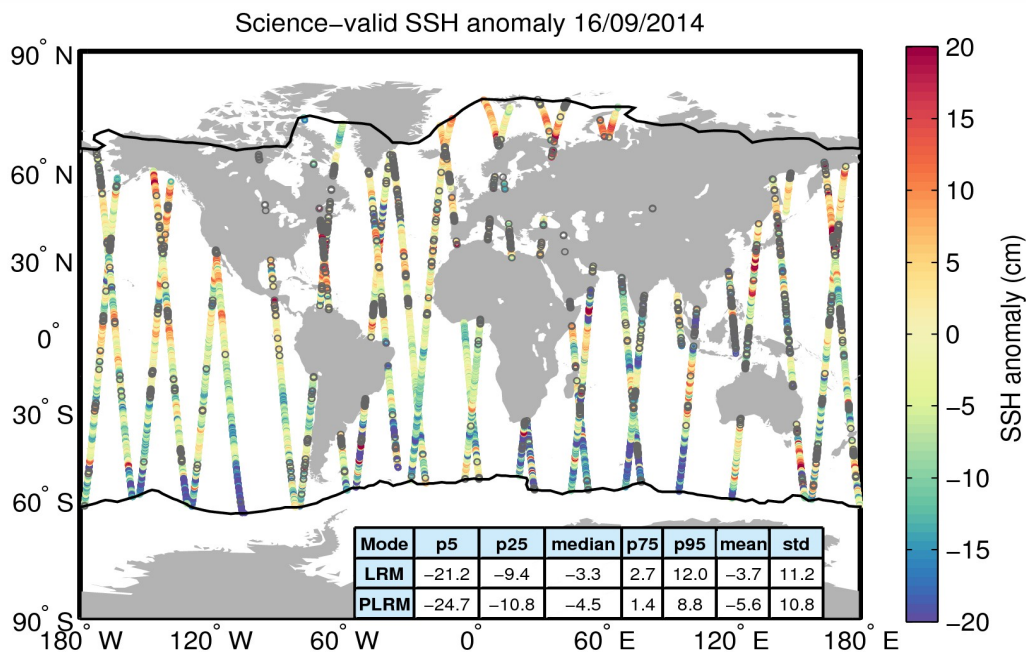 Science−valid SSH anomaly 16/09/2014
90° N
60° N
30° N
0°
30° S
60° S
90° S
180° W
120° W
60° W
0°
60° E
120° E
180° E
20
15
10
5
0
−5
−10
−15
−20
SSH anomaly (cm)
Mode p5 p25 median p75 p95 mean std
LRM −21.2 −9.4 −3.3 2.7 12.0 −3.7 11.2
PLRM −24.7 −10.8 −4.5 1.4 8.8 −5.6 10.8